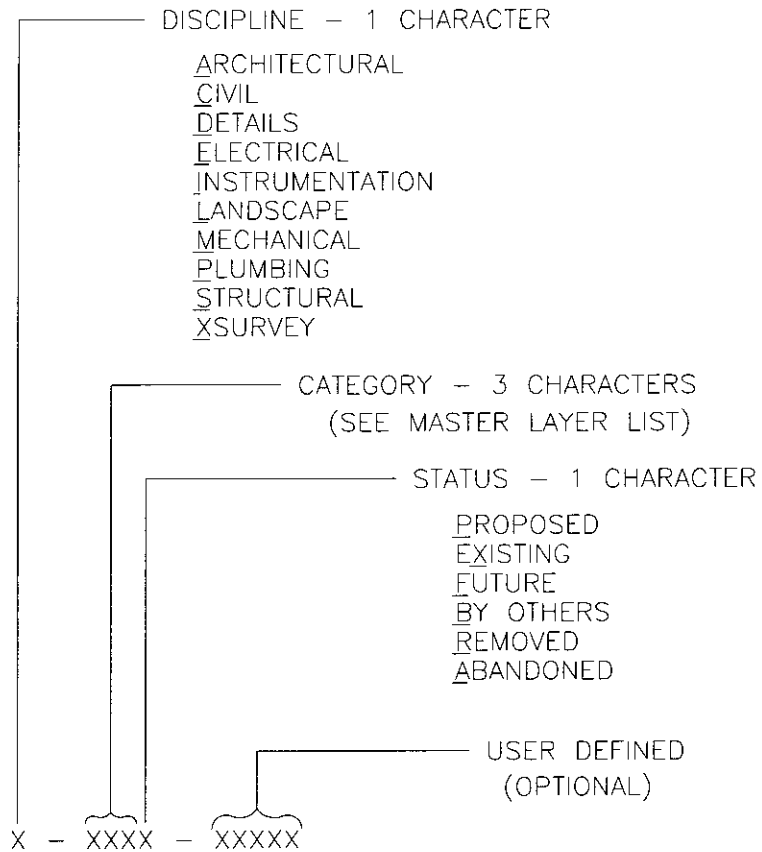 DISCIPLINE - 1 CHARACTER
ARCHITECTURAL
CIVIL
DETAILS
ELECTRICAL
INSTRUMENTATION
LANDSCAPE
MECHANICAL
PLUMBING
STRUCTURAL
XSURVEY
CATEGORY - 3 CHARACTERS
(SEE MASTER LAYER LIST)
STATUS - 1 CHARACTER
PROPOSED
EXISTING
FUTURE
BY OTHERS
REMOVED
ABANDONED
USER DEFINED
(OPTIONAL)
X - XXXX - XXXXX